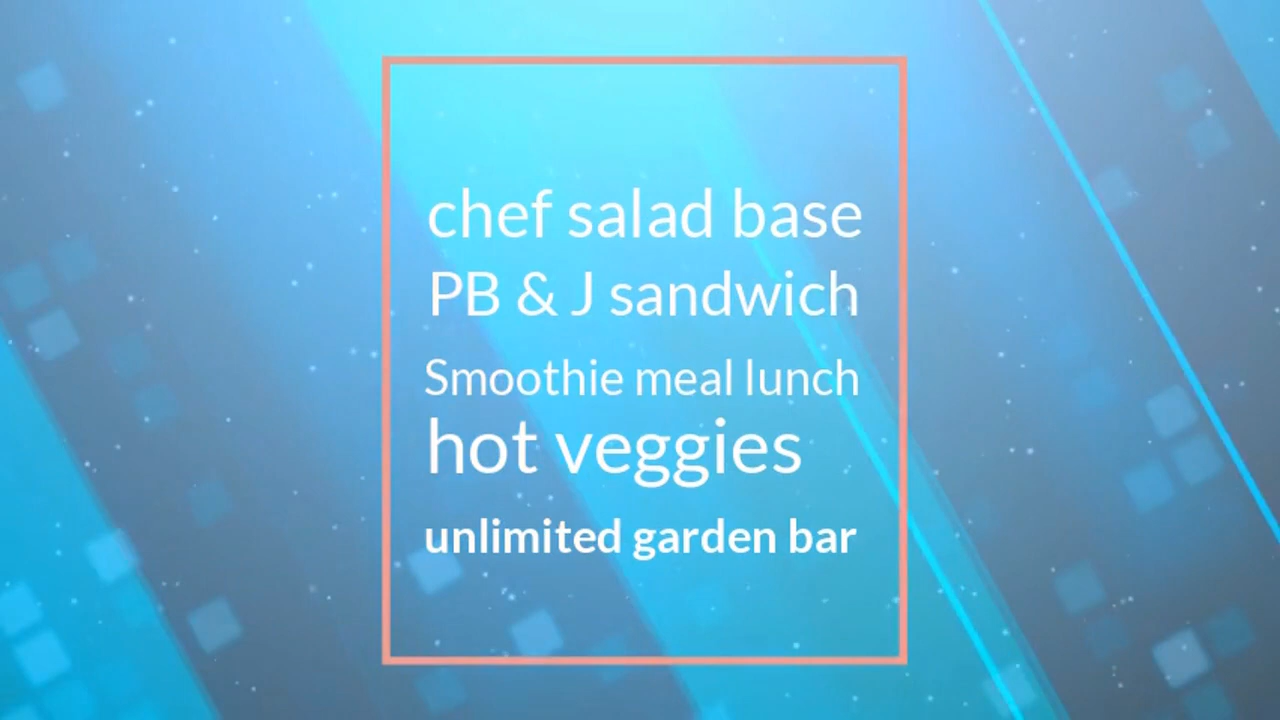 chef salad base
PB & J sandwich
Smoothie meal lunch
hot veggies
unlimited garden bar